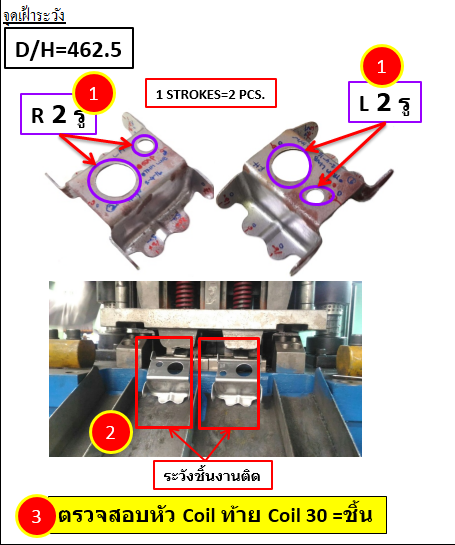 จุดเฝ้าระวัง
D/H=462.5
1
1 STROKES=2 PCS.
1
R 2 รู
L 2 รู
2
ระวังชิ้นงานติด
3
ตรวจสอบหัว Coil ท้าย Coil 30 =ชิ้น